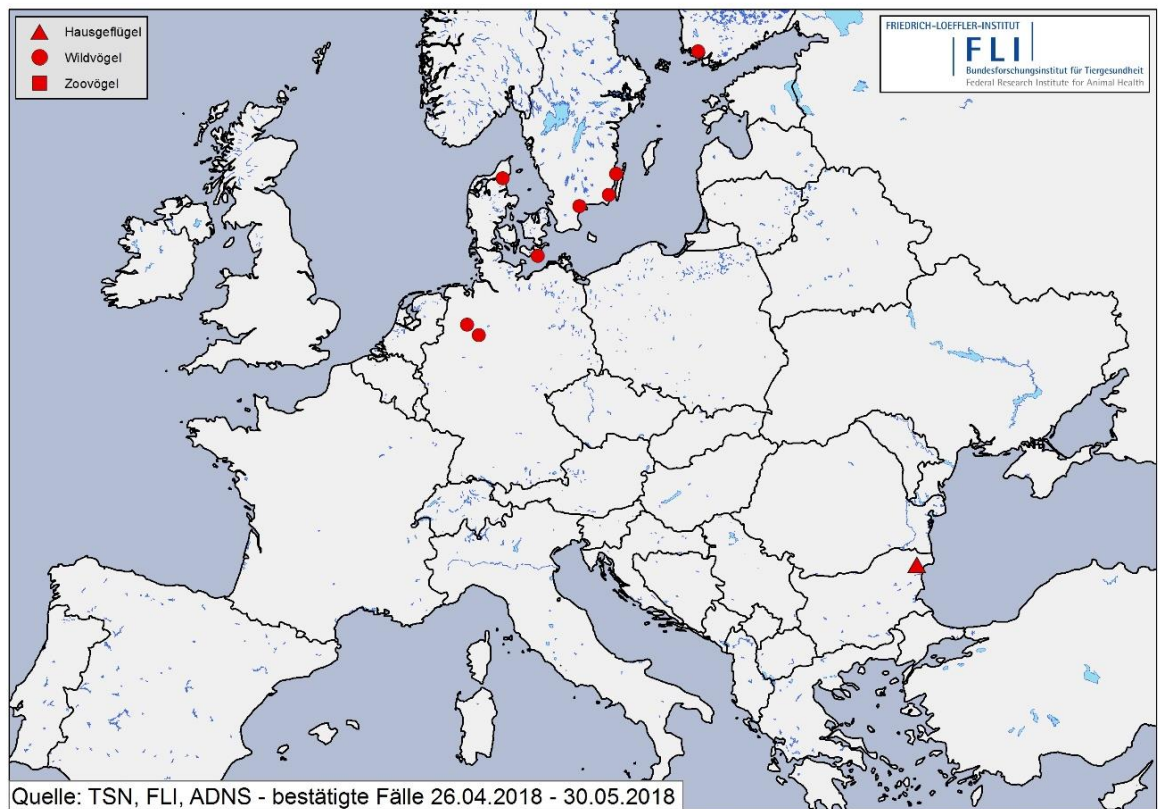 Hausgeflügel
Wildvögel
Zoovögel
FRIEDRICH-LOEFFLER-INSTITUT
FLI
Bundesforschungsinstitut für Tiergesundheit
Federal Research Institute for Animal Health
Quelle: TSN, FLI, ADNS - bestätigte Fälle 26.04.2018 - 30.05.2018